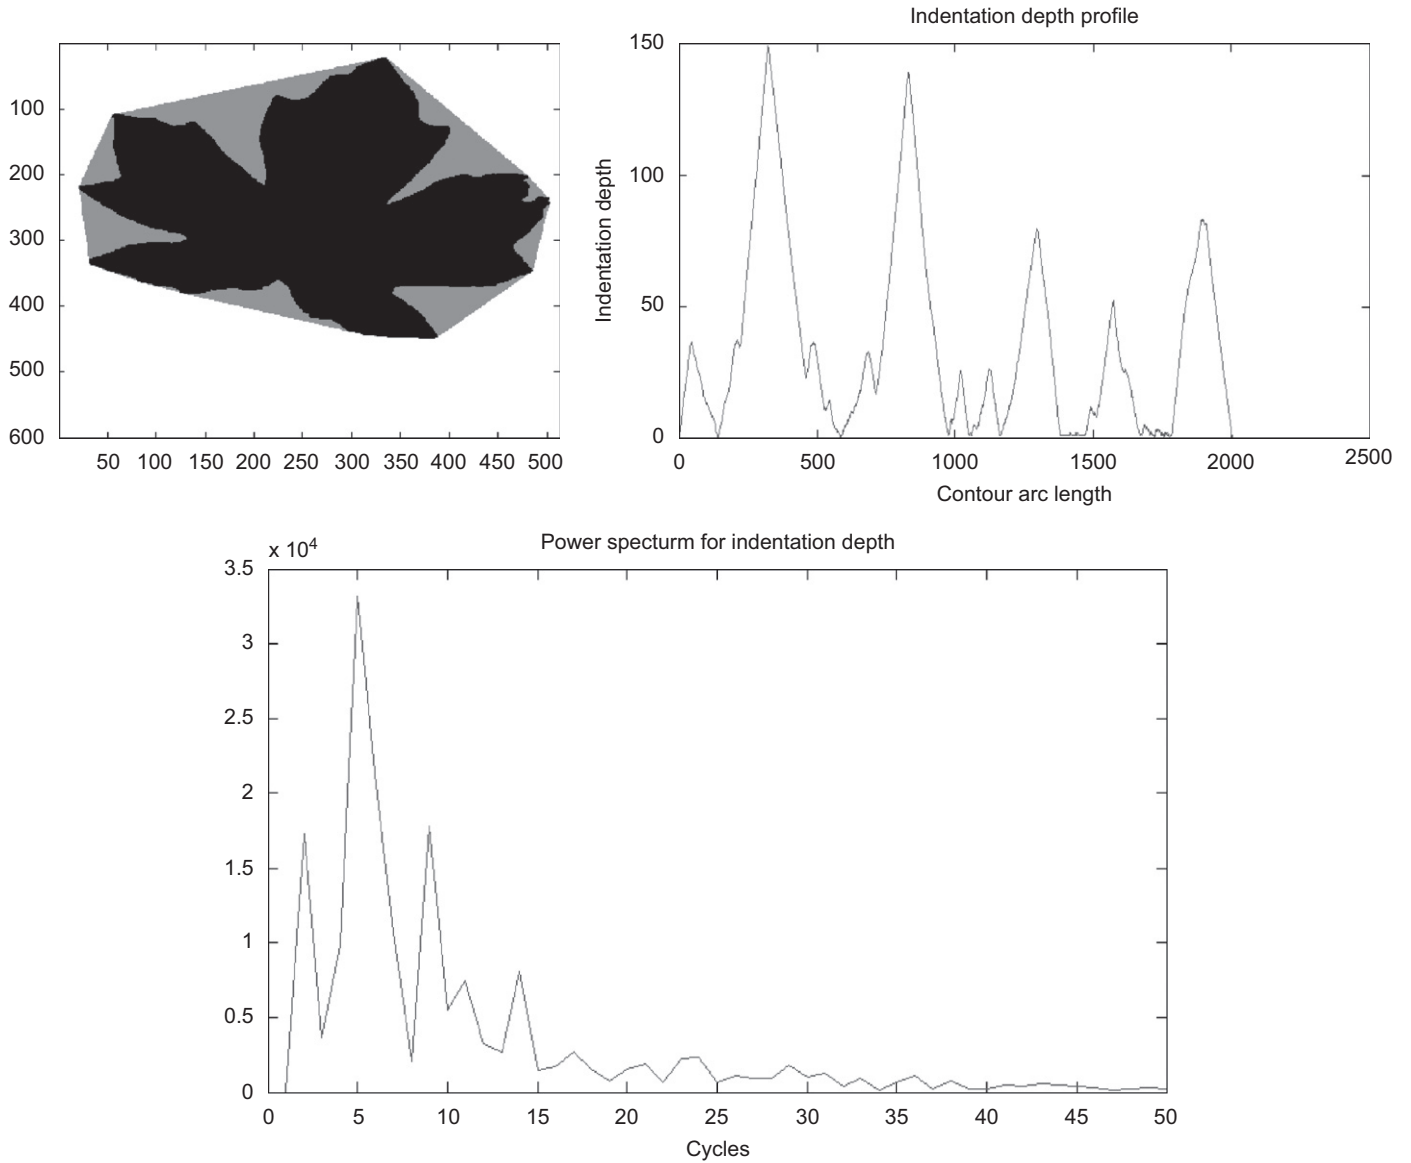 100
200
300
400
500
600
50 100 150 200 250 300 350 400 450 500
Indentation depth profile
150
100
50
0
Indentation depth
0 500 1000 1500 2000 2500
Contour arc length
Power specturm for indentation depth
x 10⁴
3.5
3
2.5
2
1.5
1
0.5
0
0 5 10 15 20 25 30 35 40 45 50
Cycles